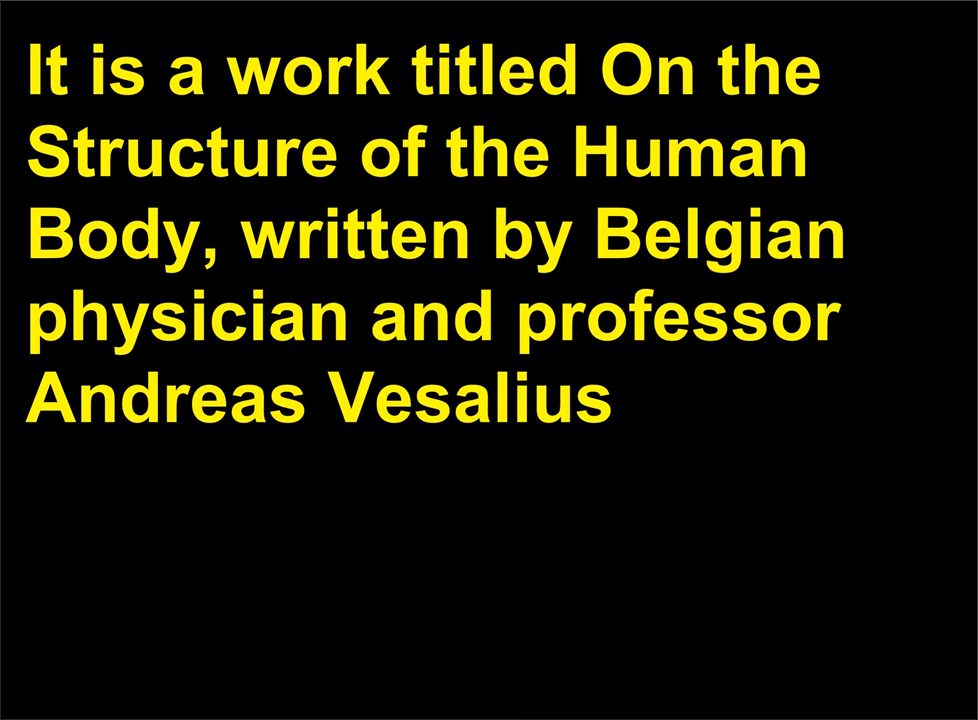 It is a work titled On the
Structure of the Human
Body, written by Belgian
physician and professor
Andreas Vesalius